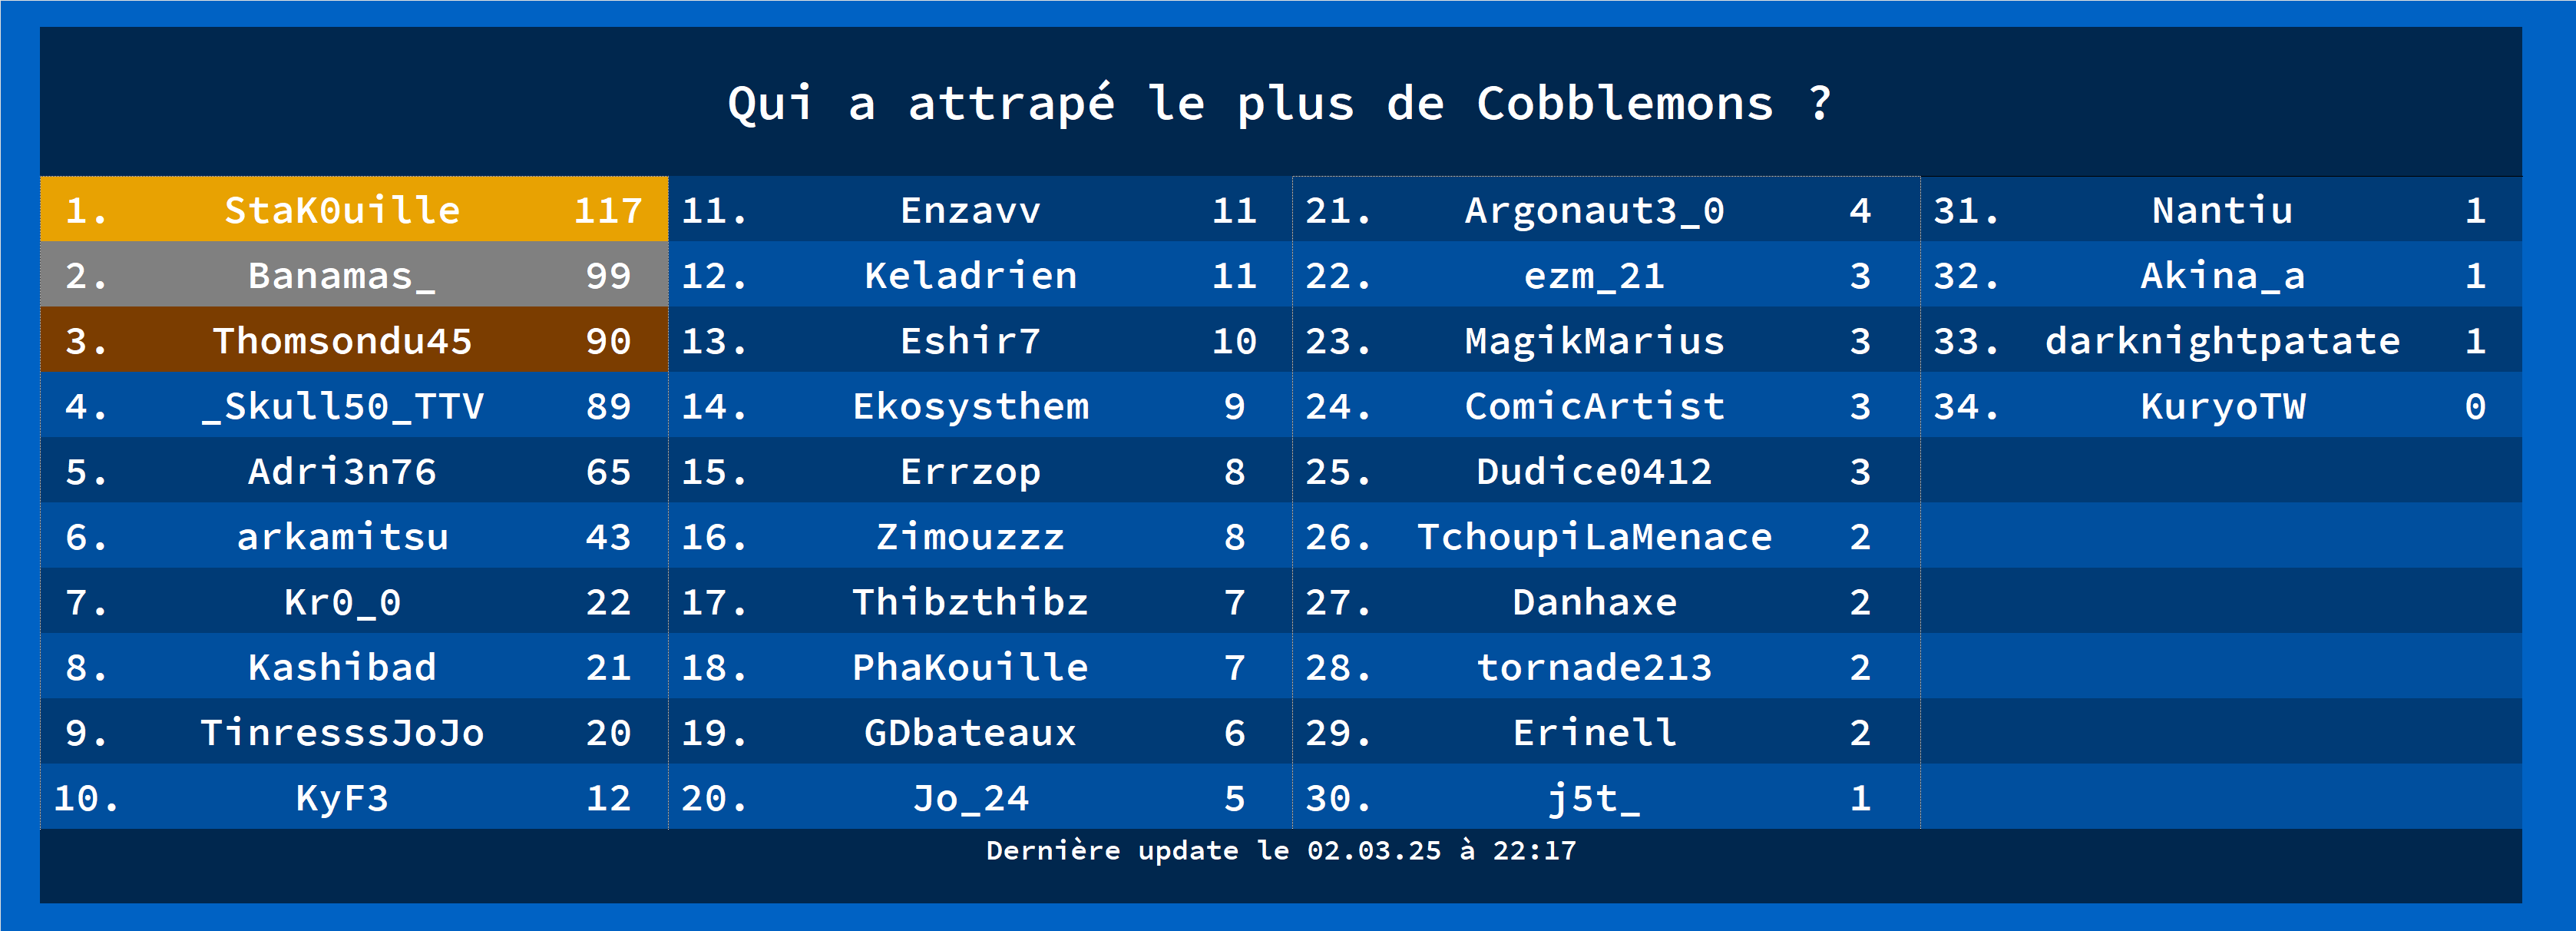 Qui a attrapé le plus de Cobblemons ?
1. StaK0uille 117
2. Banamas_ 99
3. Thomsondu45 90
4. _Skull50_TTV 89
5. Adri3n76 65
6. arkamitsu 43
7. Kr0_0 22
8. Kashibad 21
9. TinresssJoJo 20
10. KyF3 12
11. Enzavv 11
12. Keladrien 11
13. Eshir7 10
14. Ekosysthem 9
15. Errzop 8
16. Zimouzzz 8
17. Thibzthibz 7
18. PhaKouille 7
19. GDbateaux 6
20. Jo_24 5
21. Argonaut3_0 4
22. ezm_21 3
23. MagikMarius 3
24. ComicArtist 3
25. Dudice0412 3
26. TchoupiLaMenace 2
27. Danhaxe 2
28. tornade213 2
29. Erinell 2
30. j5t_ 1
31. Nantiu 1
32. Akina_a 1
33. darknightpatate 1
34. KuryoTW 0
Dernière update le 02.03.25 à 22:17